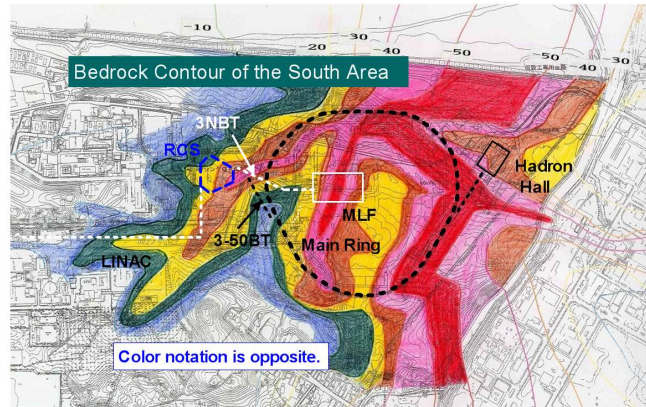 -10
-20
-30
-40
-50
-50
-40
-30
Bedrock Contour of the South Area
3NBT
RCS
Hadron
Hall
MLF
3-50BT
Main Ring
LINAC
Color notation is opposite.